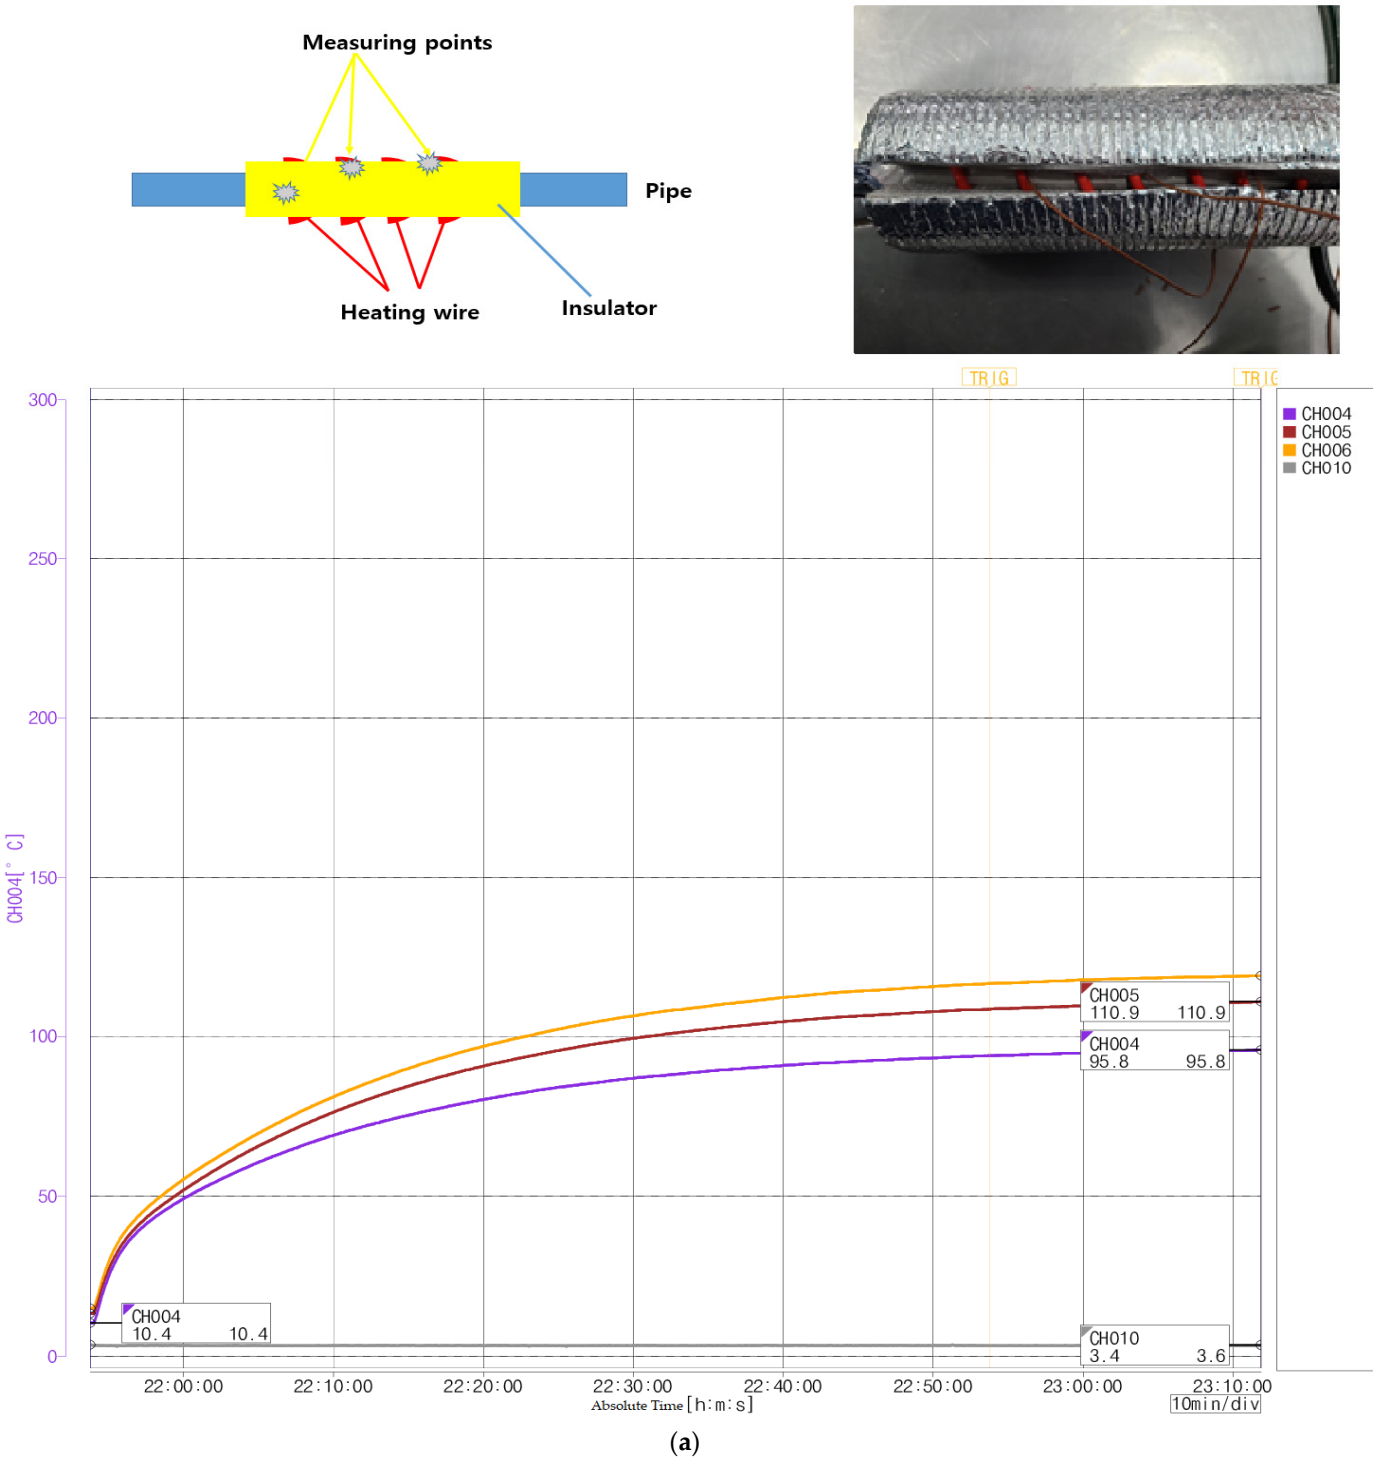 Measuring points
Pipe
Heating wire
Insulator
TRIG
TRIG
300
250
200
150
100
50
0
CH004[° C]
CH004
CH005
CH006
CH010
CH005
110.9 110.9
CH004
95.8 95.8
CH004
10.4 10.4
CH010
3.4 3.6
22:00:00 22:10:00 22:20:00 22:30:00 22:40:00 22:50:00 23:00:00 23:10:00
Absolute Time [h:m:s]
10min/div
(a)